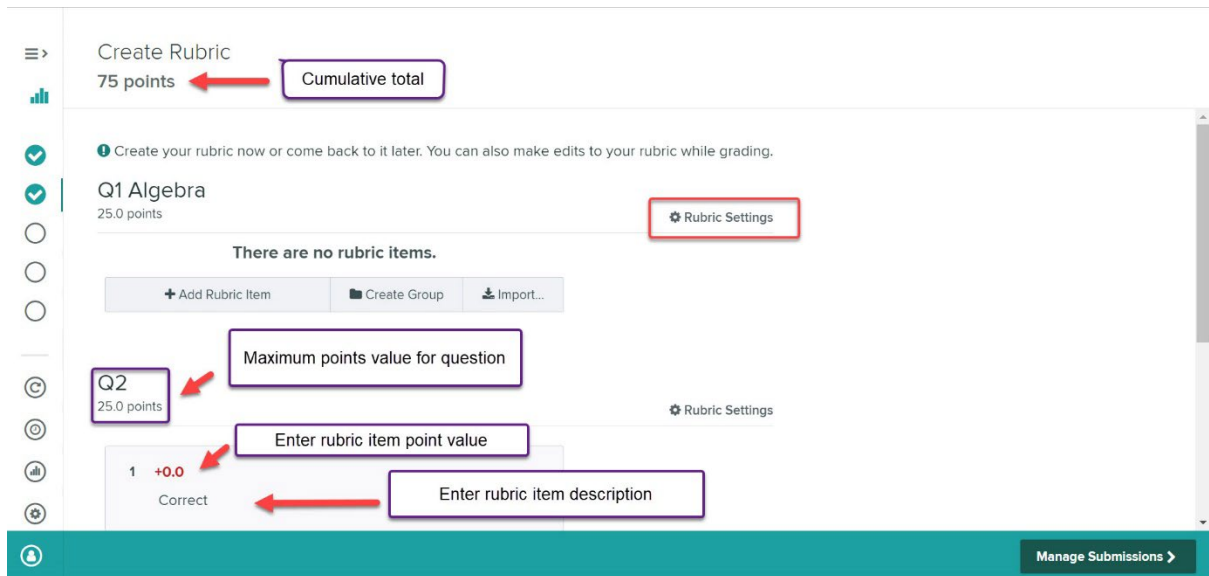 Create Rubric
75 points
Cumulative total
Create your rubric now or come back to it later. You can also make edits to your rubric while grading.
Q1 Algebra
25.0 points
Rubric Settings
There are no rubric items.
+ Add Rubric Item Create Group Import...
Maximum points value for question
Q2
25.0 points
Rubric Settings
Enter rubric item point value
1 +0.0
Correct
Enter rubric item description
Manage Submissions >